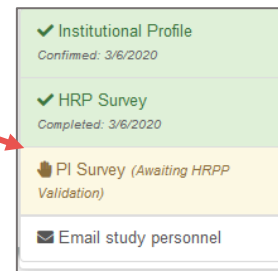 Institutional Profile
Confirmed: 3/6/2020
HRP Survey
Completed: 3/6/2020
PI Survey (Awaiting HRPP
Validation)
Email study personnel